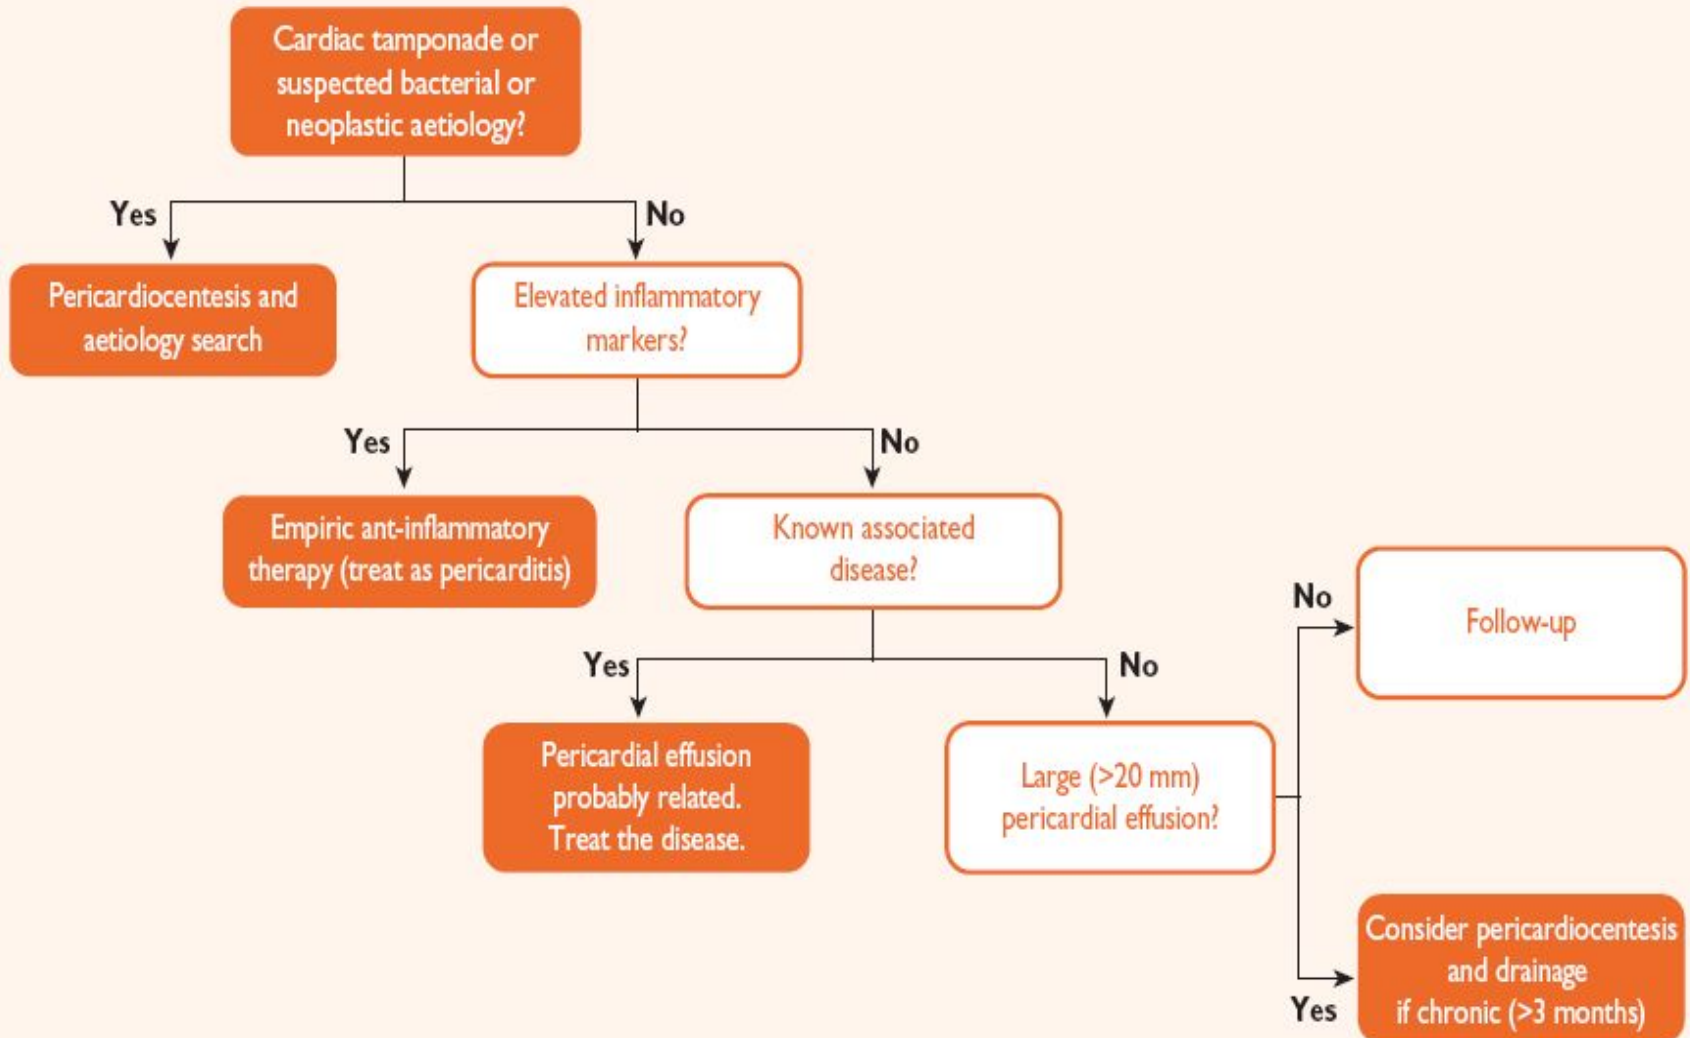 Cardiac tamponade or
suspected bacterial or
neoplastic aetiology?
Yes
No
Pericardiocentesis and
aetiology search
Elevated inflammatory
markers?
Yes
No
Empiric ant-inflammatory
therapy (treat as pericarditis)
Known associated
disease?
Yes
No
Pericardial effusion
probably related.
Treat the disease.
Large (>20 mm)
pericardial effusion?
No
Follow-up
Yes
Consider pericardiocentesis
and drainage
if chronic (>3 months)